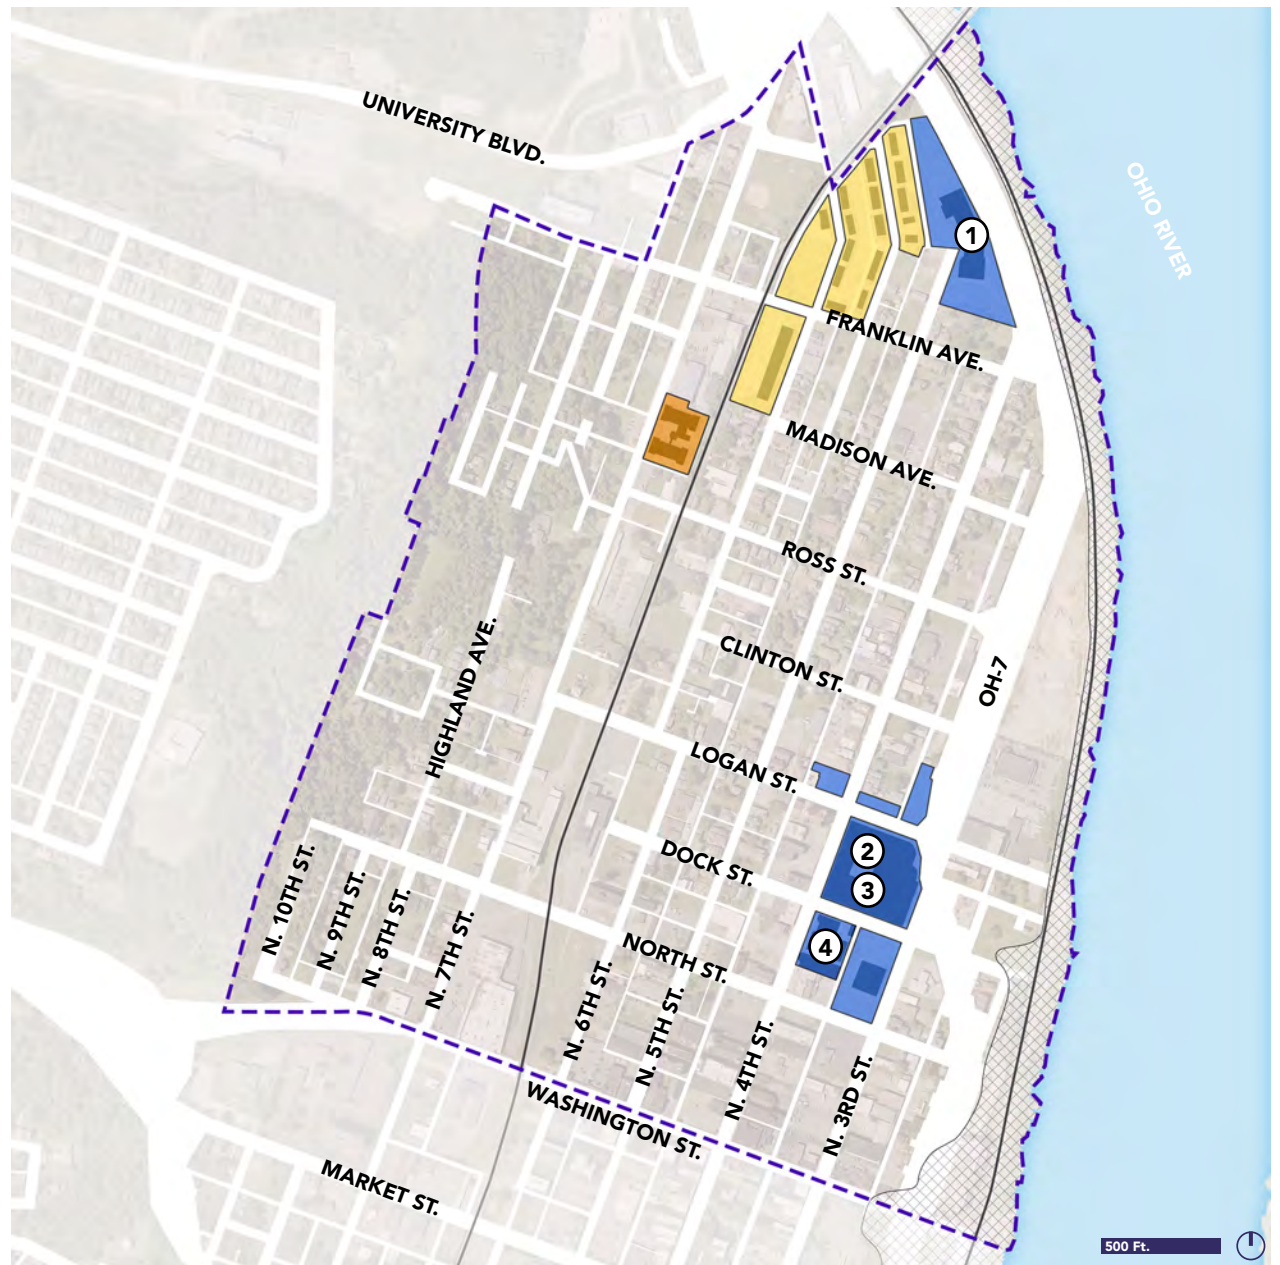 UNIVERSITY BLVD.
OHIO RIVER
1
FRANKLIN AVE.
MADISON AVE.
ROSS ST.
CLINTON ST.
HIGHLAND AVE.
OH-7
LOGAN ST.
2
DOCK ST.
3
N. 10TH ST.
N. 9TH ST.
N. 8TH ST.
N. 7TH ST.
NORTH ST.
4
N. 6TH ST.
N. 5TH ST.
N. 4TH ST.
N. 3RD ST.
WASHINGTON ST.
MARKET ST.
500 Ft.